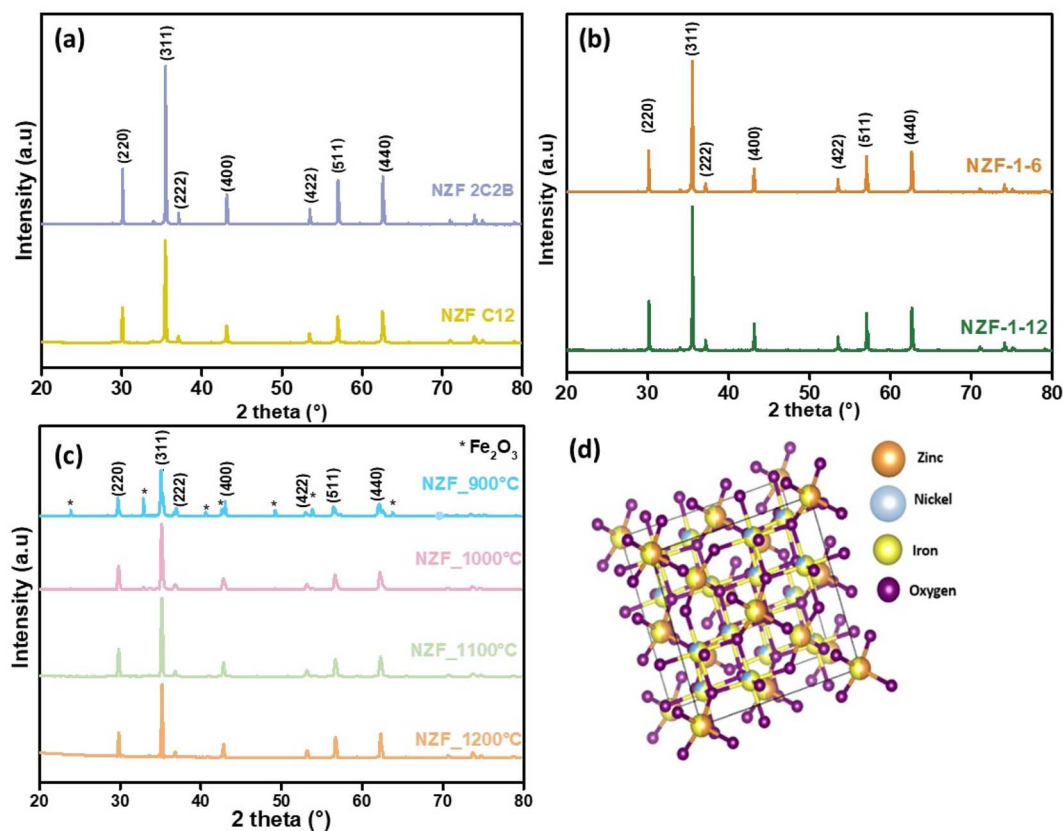 (a)
(220)
(311)
(222)
(400)
(422)
(511)
(440)
NZF 2C2B
NZF C12
Intensity (a.u)
20 30 40 50 60 70 80
2 theta (°)
(b)
(220)
(311)
(222)
(400)
(422)
(511)
(440)
NZF-1-6
NZF-1-12
Intensity (a.u)
20 30 40 50 60 70 80
2 theta (°)
(c)
* Fe₂O₃
(220)
(311)
(222)
(400)
(422)
(511)
(440)
* * * * * * *
NZF_900°C
NZF_1000°C
NZF_1100°C
NZF_1200°C
Intensity (a.u)
20 30 40 50 60 70 80
2 theta (°)
(d)
Zinc
Nickel
Iron
Oxygen